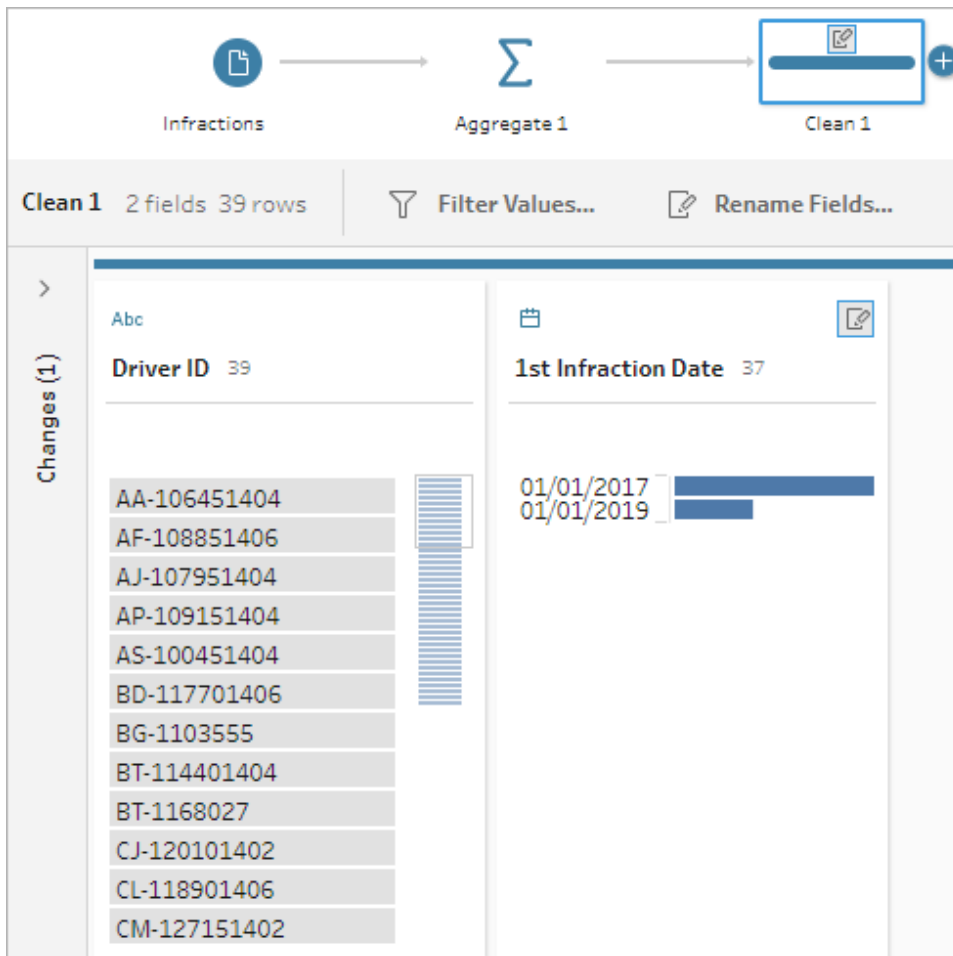 Infractions
Aggregate 1
Clean 1
Clean 1 2 fields 39 rows Filter Values... Rename Fields...
Changes (1)
Abc
Driver ID 39
AA-106451404
AF-108851406
AJ-107951404
AP-109151404
AS-100451404
BD-117701406
BG-1103555
BT-114401404
BT-1168027
CJ-120101402
CL-118901406
CM-127151402
1st Infraction Date 37
01/01/2017
01/01/2019